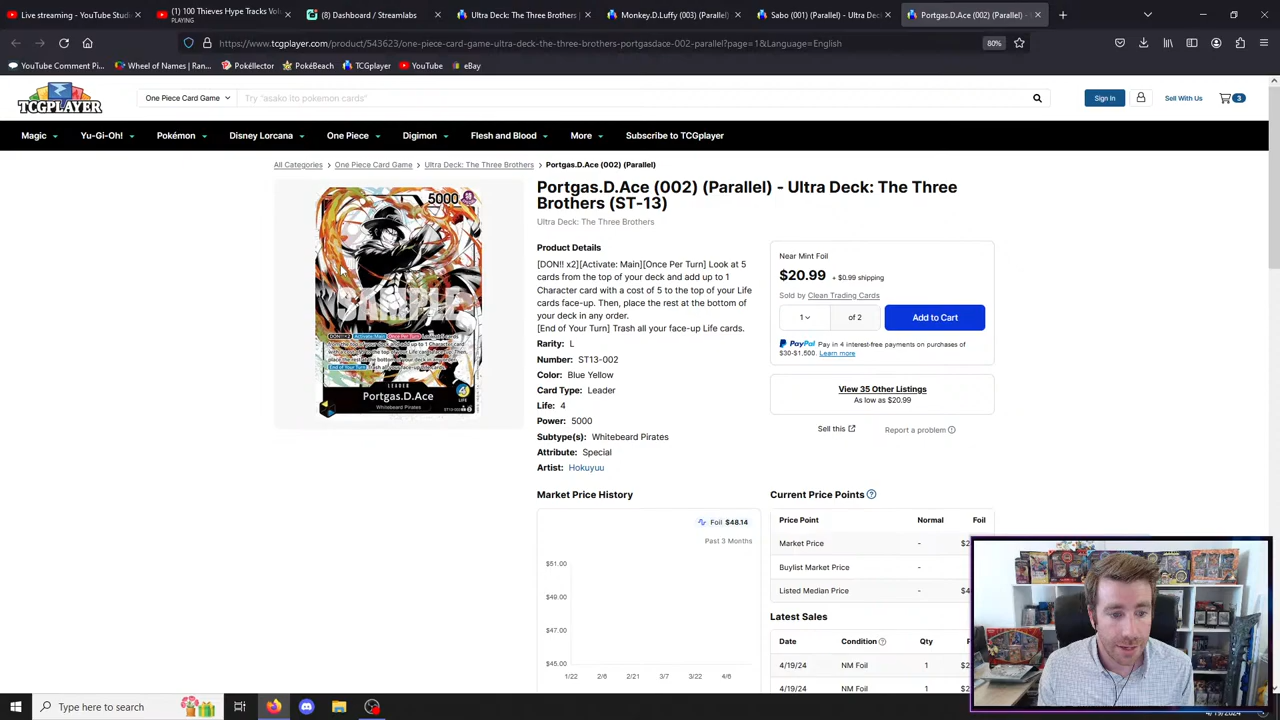 Live streaming - YouTube Studi
(1) 100 Thieves Hype Tracks Vol
PLAYING
(8) Dashboard / Streamlabs
Ultra Deck: The Three Brothers -
Monkey.D.Luffy (003) (Parallel)
Sabo (001) (Parallel) - Ultra Dec
Portgas.D.Ace (002) (Parallel) -
https://www.tcgplayer.com/product/543623/one-piece-card-game-ultra-deck-the-three-brothers-portgasdace-002-parallel?page=1&Language=English
80%
YouTube Comment Pi...
Wheel of Names | Ran...
Pokéllector
PokéBeach
TCGplayer
YouTube
eBay
TCGPLAYER
One Piece Card Game
Try "asako ito pokemon cards"
Sign In
Sell With Us
3
Magic
Yu-Gi-Oh!
Pokémon
Disney Lorcana
One Piece
Digimon
Flesh and Blood
More
Subscribe to TCGplayer
All Categories > One Piece Card Game > Ultra Deck: The Three Brothers > Portgas.D.Ace (002) (Parallel)
Portgas.D.Ace (002) (Parallel) - Ultra Deck: The Three
Brothers (ST-13)
Ultra Deck: The Three Brothers
5000
SAMPLE
LEADER
Portgas.D.Ace
Whitebeard Pirates
4
LIFE
Product Details
[DON!! x2][Activate: Main][Once Per Turn] Look at 5
cards from the top of your deck and add up to 1
Character card with a cost of 5 to the top of your Life
cards face-up. Then, place the rest at the bottom of
your deck in any order.
[End of Your Turn] Trash all your face-up Life cards.
Rarity: L
Number: ST13-002
Color: Blue Yellow
Card Type: Leader
Life: 4
Power: 5000
Subtype(s): Whitebeard Pirates
Attribute: Special
Artist: Hokuyuu
Near Mint Foil
$20.99 + $0.99 shipping
Sold by Clean Trading Cards
1
of 2
Add to Cart
PayPal Pay in 4 interest-free payments on purchases of
$30-$1,500. Learn more
View 35 Other Listings
As low as $20.99
Sell this
Report a problem
Market Price History
Foil $48.14
Past 3 Months
$51.00
$49.00
$47.00
$45.00
1/22
2/6
2/21
3/7
3/22
4/6
Current Price Points
Price Point
Normal
Foil
Market Price
-
Buylist Market Price
-
Listed Median Price
-
Latest Sales
Date
Condition
Qty
4/19/24
NM Foil
1
4/19/24
NM Foil
1
Type here to search
4/19/2024